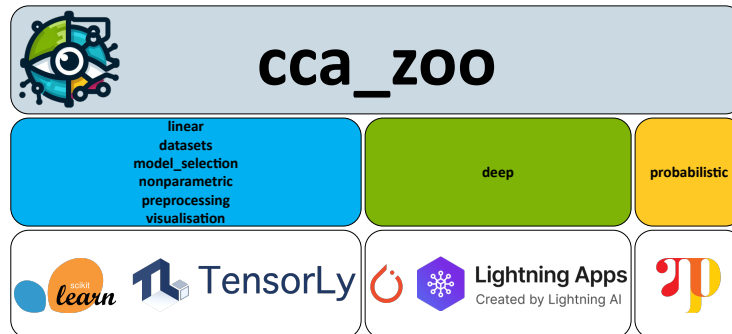 cca_zoo
linear
datasets
model_selection
nonparametric
preprocessing
visualisation
deep
probabilistic
scikit
learn
TensorLy
Lightning Apps
Created by Lightning AI